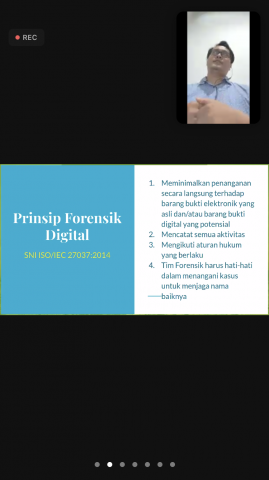 REC
Prinsip Forensik
Digital
SNI ISO/IEC 27037:2014
1. Meminimalkan penanganan
secara langsung terhadap
barang bukti elektronik yang
asli dan/atau barang bukti
digital yang potensial
2. Mencatat semua aktivitas
3. Mengikuti aturan hukum
yang berlaku
4. Tim Forensik harus hati-hati
dalam menangani kasus
untuk menjaga nama
baiknya